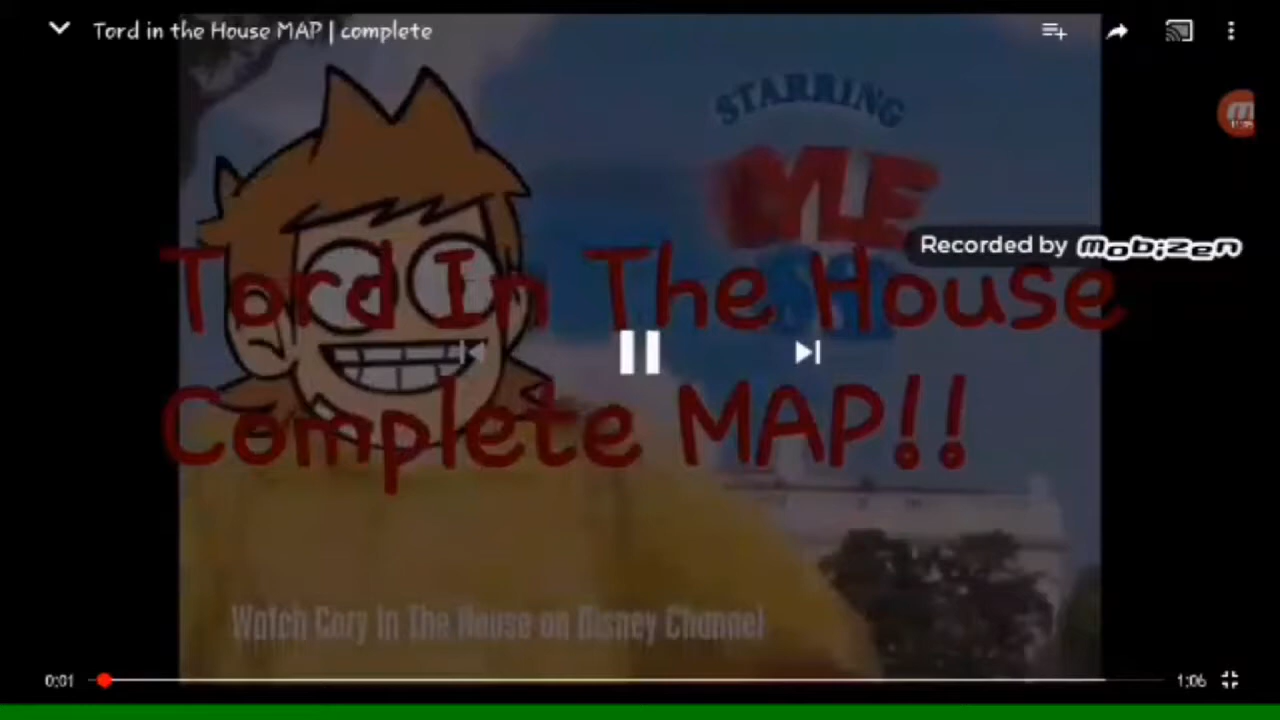 Tord in the House MAP | complete
STARRING
KYLE
Recorded by mobizen
Tord In The House
Complete MAP!!
Watch Cory In The House on Disney Channel
0:01
1:06